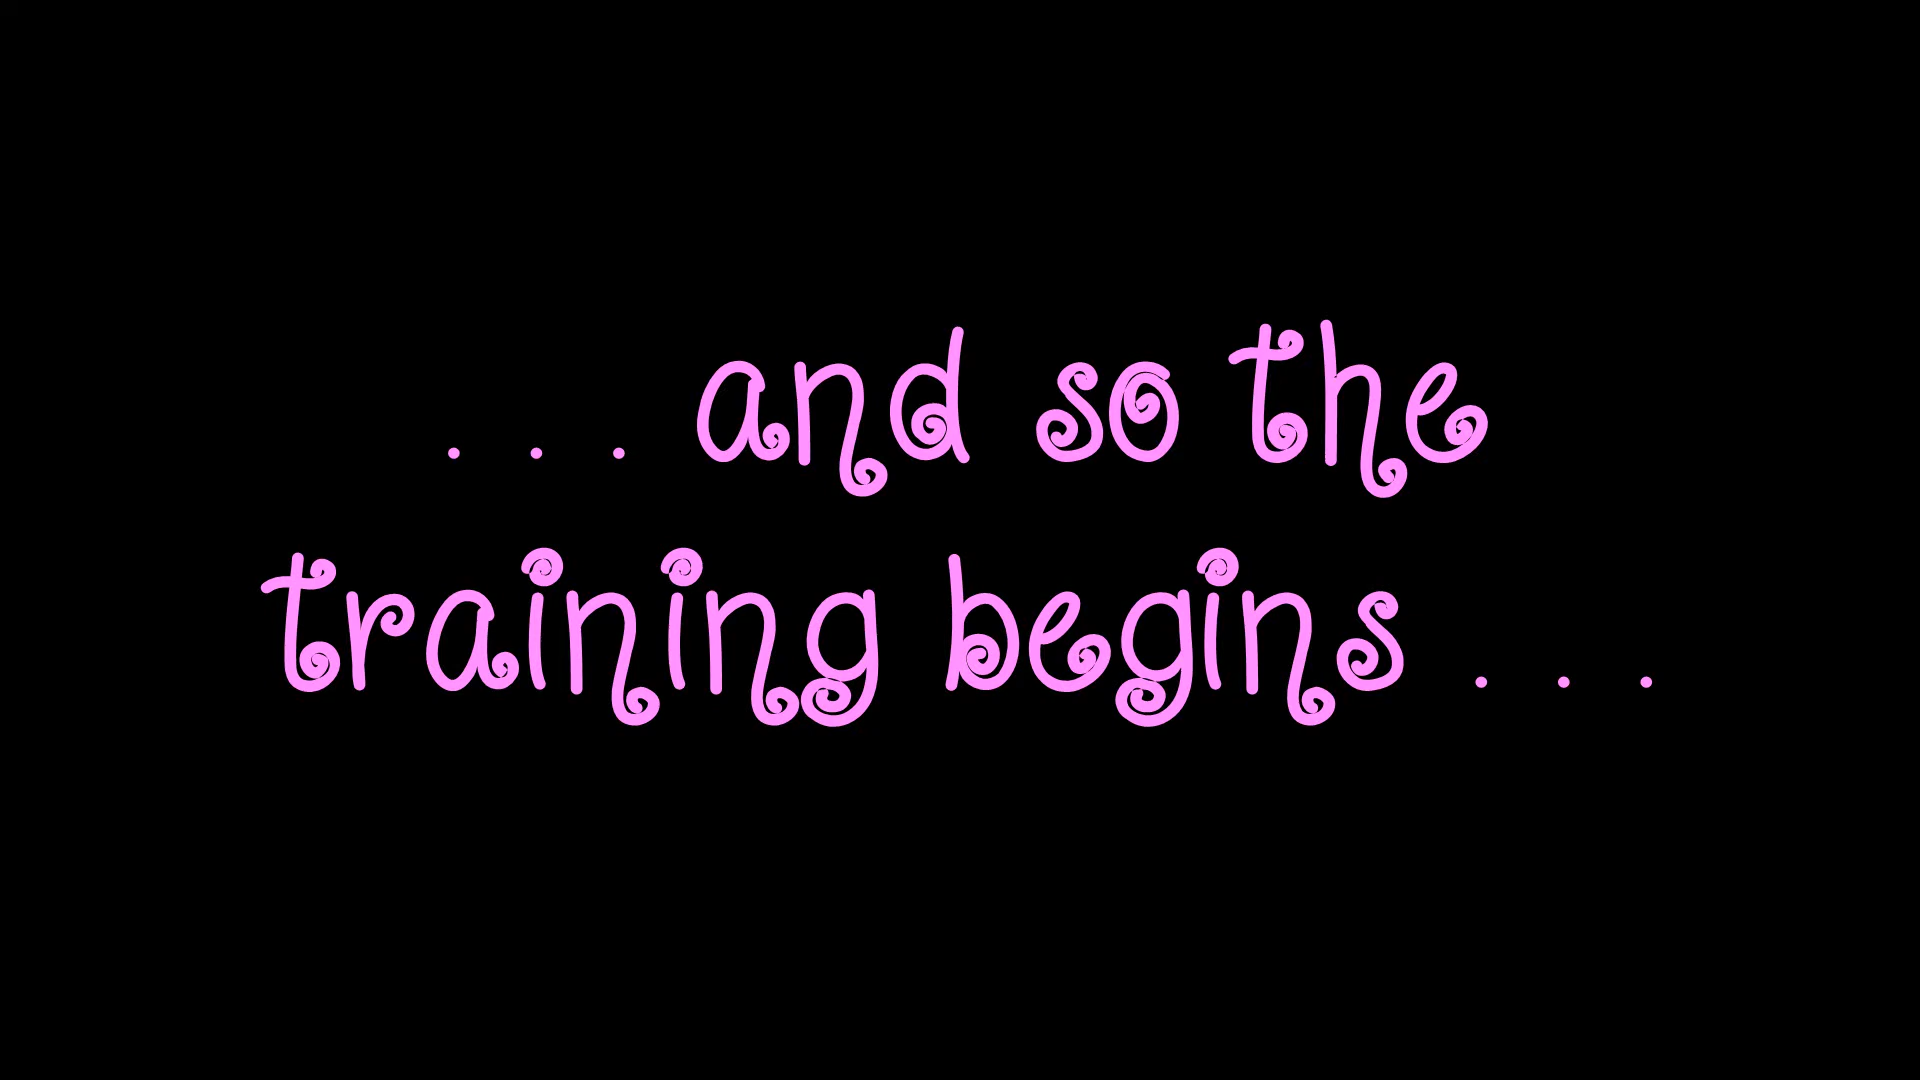 . . . and so the
training begins . . .